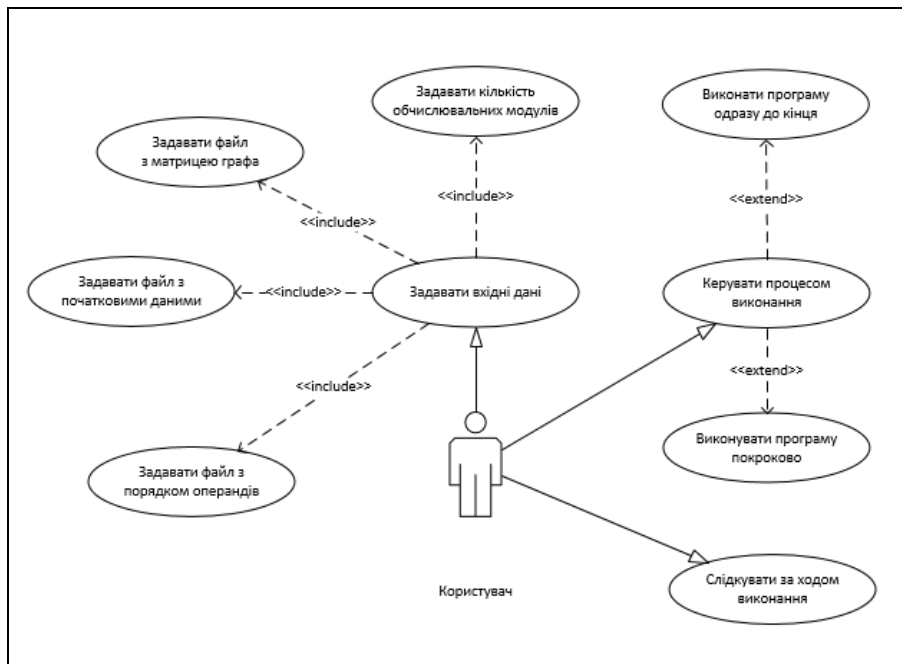 Задавати кількість
обчислювальних модулів
Виконати програму
одразу до кінця
Задавати файл
з матрицею графа
<<include>>
<<extend>>
<<include>>
Задавати файл з
початковими даними
<<include>>
Задавати вхідні дані
Керувати процесом
виконання
<<extend>>
<<include>>
Виконувати програму
покроково
Задавати файл з
порядком операндів
Користувач
Слідкувати за ходом
виконання